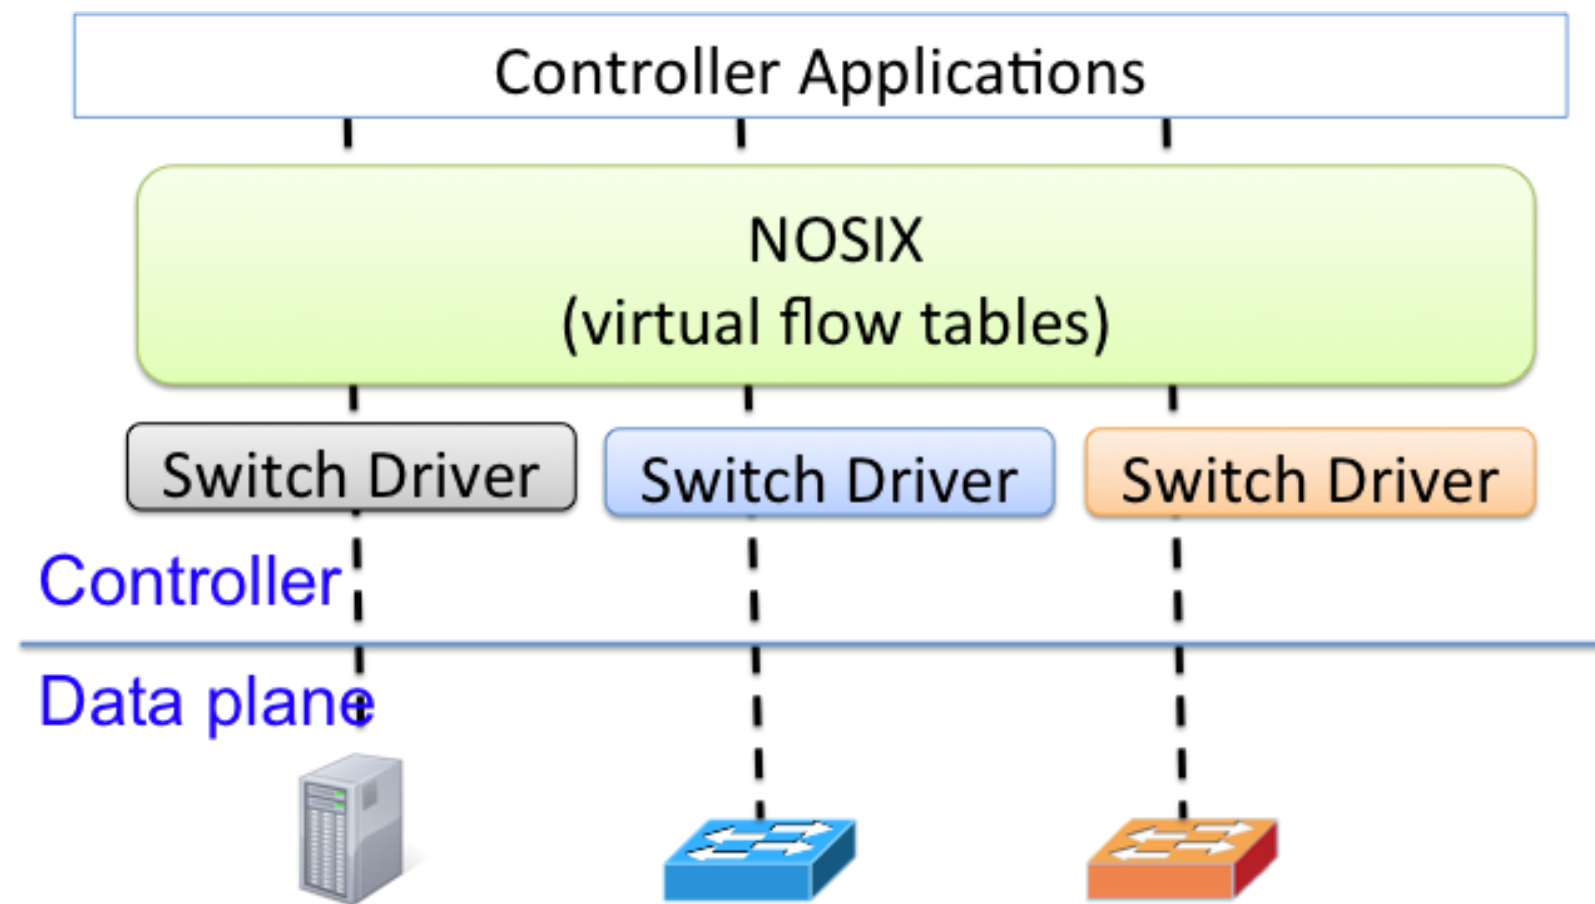 Controller Applications
NOSIX
(virtual flow tables)
Switch Driver
Switch Driver
Switch Driver
Controller
Data plane